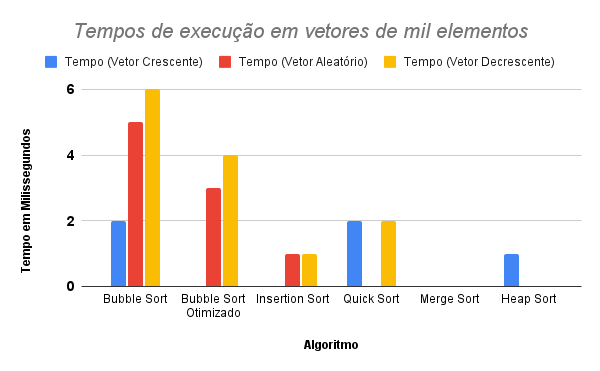 Tempos de execução em vetores de mil elementos
Tempo (Vetor Crescente) Tempo (Vetor Aleatório) Tempo (Vetor Decrescente)
Tempo em Milissegundos
6
4
2
0
Bubble Sort Bubble Sort Insertion Sort Quick Sort Merge Sort Heap Sort
Otimizado
Algoritmo